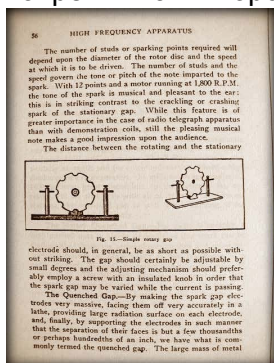 56 HIGH FREQUENCY APPARATUS
The number of studs or sparking points required will
depend upon the diameter of the rotor disc and the speed
at which it is to be driven. The number of studs and the
speed govern the tone or pitch of the note imparted to the
spark. With 12 points and a motor running at 1,800 R.P.M.
the tone of the spark is musical and pleasant to the ear;
this is in striking contrast to the crackling or crashing
spark of the stationary gap. While this feature is of
greater importance in the case of radio telegraph apparatus
than with demonstration coils, still the pleasing musical
note makes a good impression upon the audience.
The distance between the rotating and the stationary
Fig. 11.—Simple rotary gap
electrode should, in general, be as short as possible with-
out striking. The gap should certainly be adjustable by
small degrees and the adjusting mechanism should prefer-
ably employ a screw with an insulated knob in order that
the spark gap may be varied while the current is passing.
The Quenched Gap.—By making the spark gap elec-
trodes very massive, facing them off very accurately in a
lathe, providing large radiation surface on each electrode,
and, finally, by supporting the electrodes in such manner
that the separation of their faces is but a few thousandths
or perhaps hundredths of an inch, we have what is com-
monly termed the quenched gap. The large mass of metal